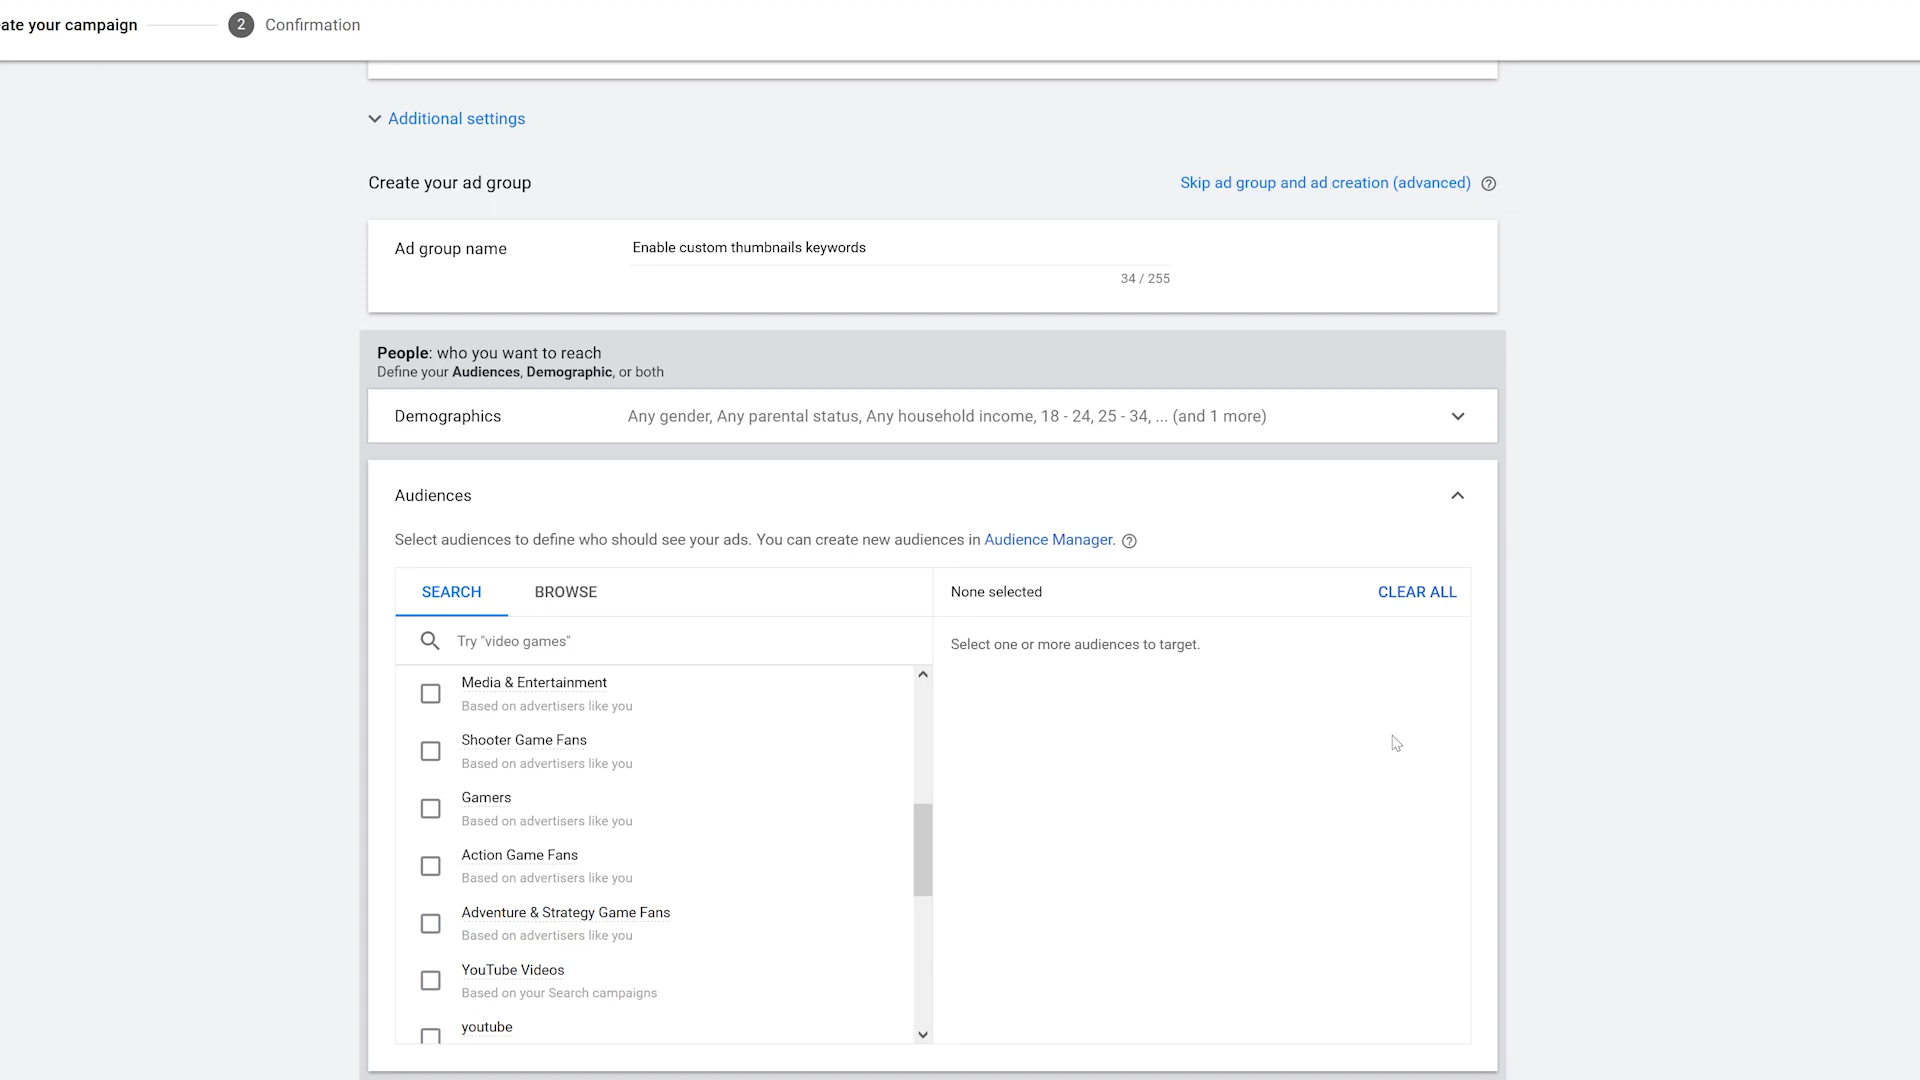 ate your campaign
2 Confirmation
Additional settings
Create your ad group
Skip ad group and ad creation (advanced) ?
Ad group name
Enable custom thumbnails keywords
34 / 255
People: who you want to reach
Define your Audiences, Demographic, or both
Demographics
Any gender, Any parental status, Any household income, 18 - 24, 25 - 34, ... (and 1 more)
Audiences
Select audiences to define who should see your ads. You can create new audiences in Audience Manager. ?
SEARCH
BROWSE
None selected
CLEAR ALL
Try "video games"
Select one or more audiences to target.
Media & Entertainment
Based on advertisers like you
Shooter Game Fans
Based on advertisers like you
Gamers
Based on advertisers like you
Action Game Fans
Based on advertisers like you
Adventure & Strategy Game Fans
Based on advertisers like you
YouTube Videos
Based on your Search campaigns
youtube